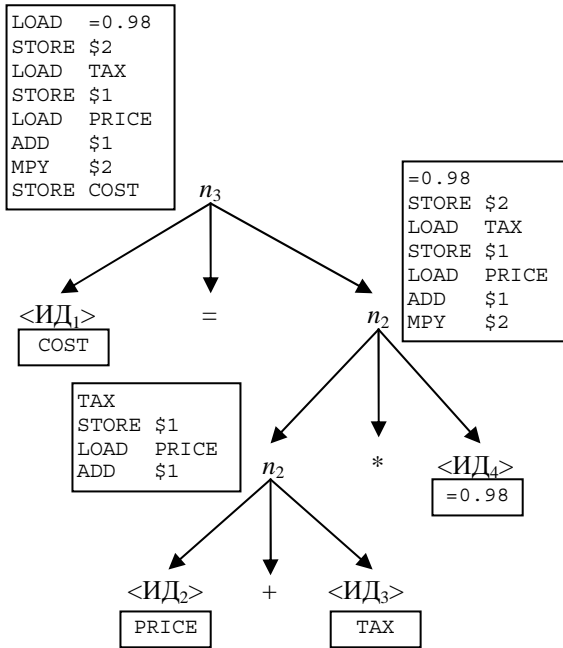 LOAD =0.98
STORE $2
LOAD TAX
STORE $1
LOAD PRICE
ADD $1
MPY $2
STORE COST
n3
=0.98
STORE $2
LOAD TAX
STORE $1
LOAD PRICE
ADD $1
MPY $2
<ИД1> = n2
COST
TAX
STORE $1
LOAD PRICE
ADD $1
n2 * <ИД4>
=0.98
<ИД2> + <ИД3>
PRICE TAX